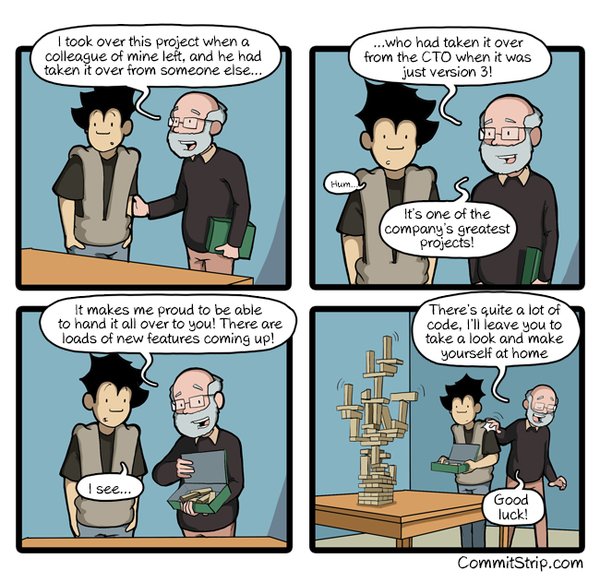 I took over this project when a
colleague of mine left, and he had
taken it over from someone else...
...who had taken it over
from the CTO when it was
just version 3!
Hum...
It's one of the
company's greatest
projects!
It makes me proud to be able
to hand it all over to you! There are
loads of new features coming up!
I see...
There's quite a lot of
code, I'll leave you to
take a look and make
yourself at home
Good
luck!
CommitStrip.com